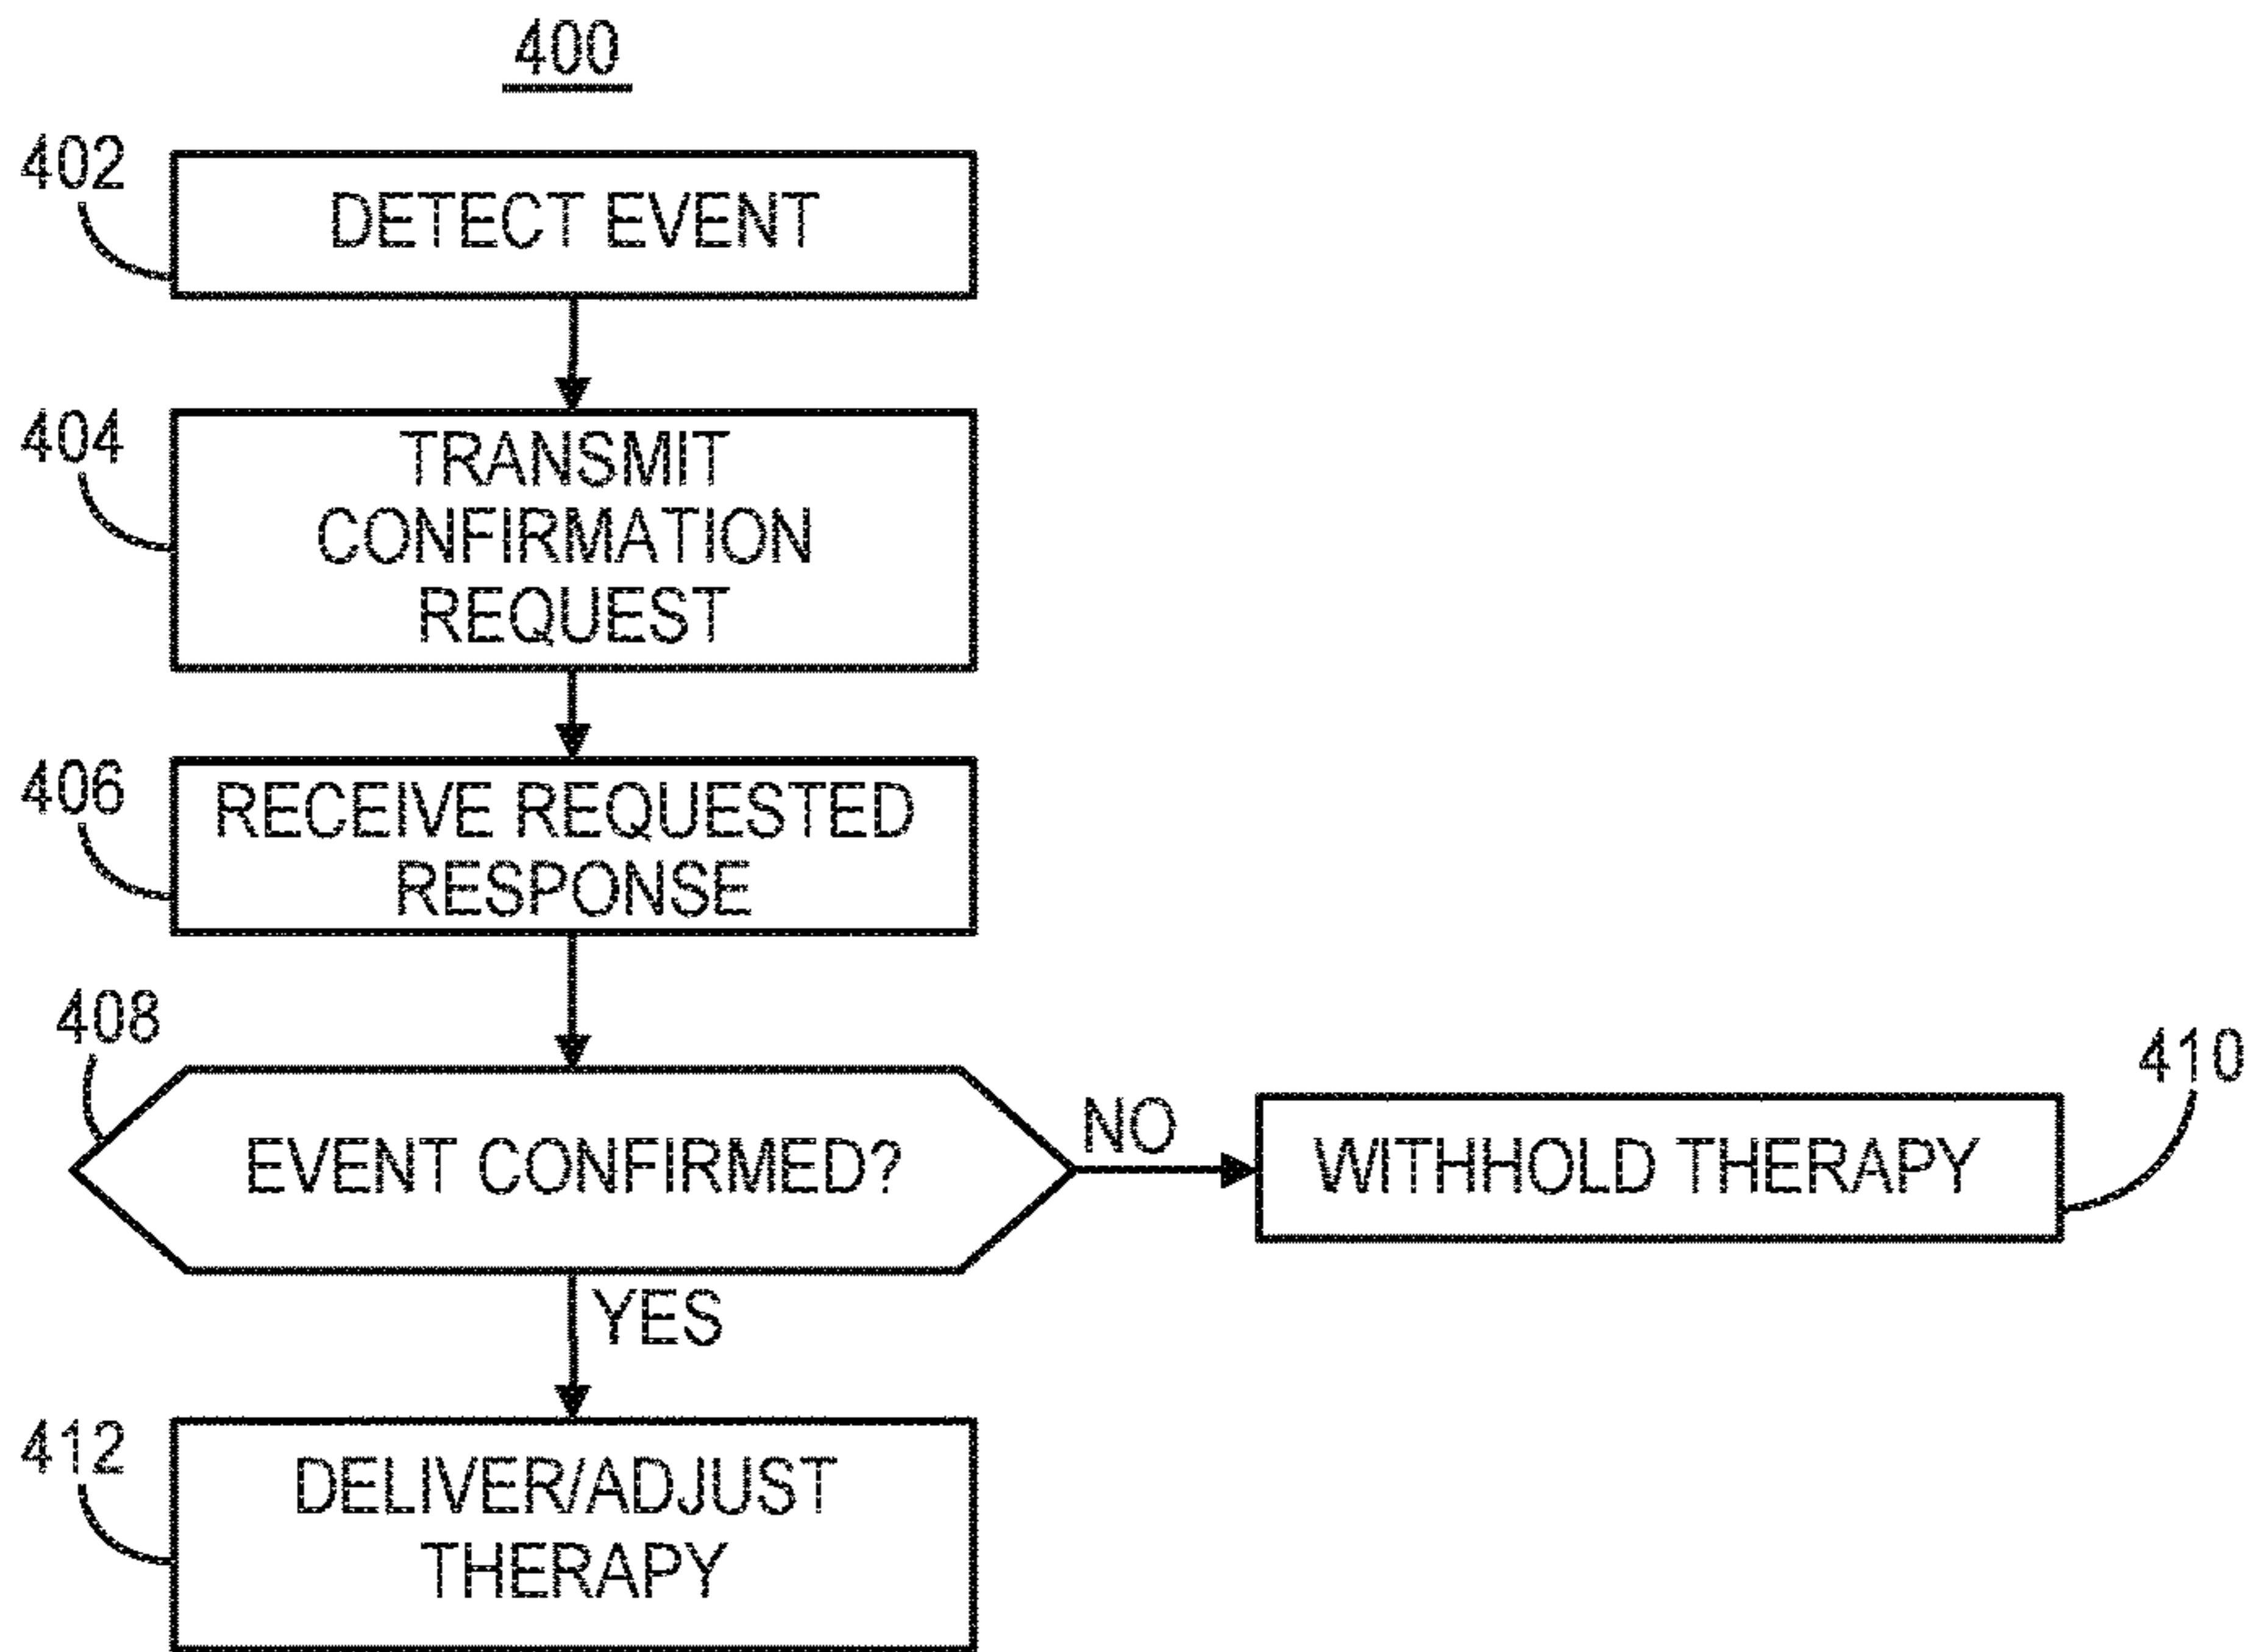 400
402
DETECT EVENT
404
TRANSMIT
CONFIRMATION
REQUEST
406
RECEIVE REQUESTED
RESPONSE
408
EVENT CONFIRMED?
NO
410
WITHHOLD THERAPY
YES
412
DELIVER/ADJUST
THERAPY